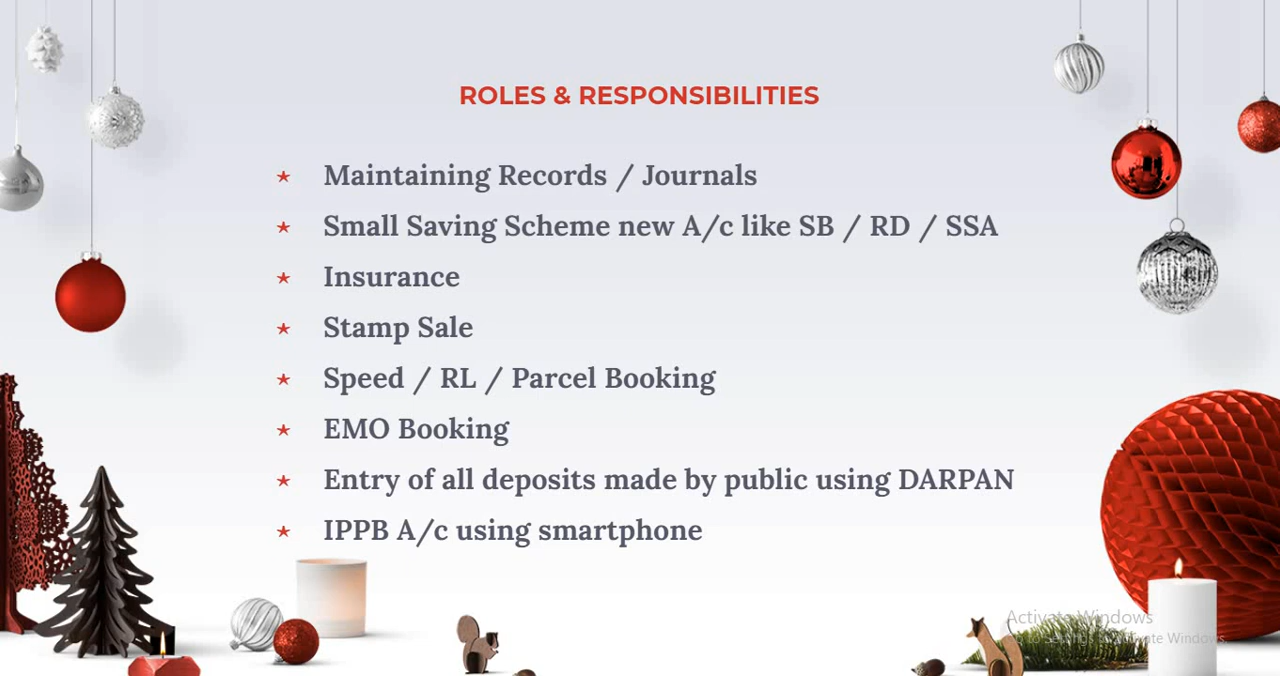 ROLES & RESPONSIBILITIES
Maintaining Records / Journals
Small Saving Scheme new A/c like SB / RD / SSA
Insurance
Stamp Sale
Speed / RL / Parcel Booking
EMO Booking
Entry of all deposits made by public using DARPAN
IPPB A/c using smartphone
Activate Windows
Go to Settings to activate Windows.